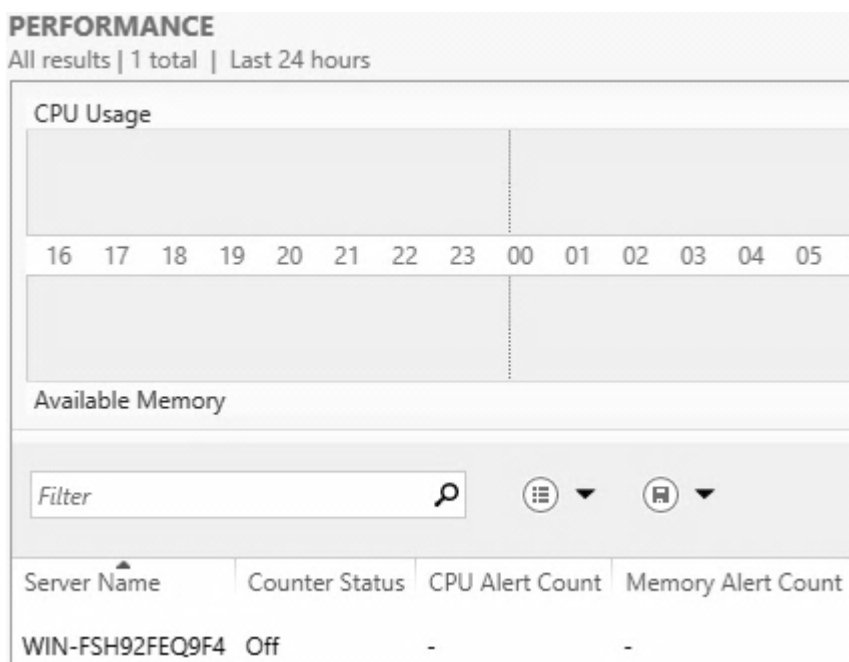 PERFORMANCE
All results | 1 total | Last 24 hours
CPU Usage
16 17 18 19 20 21 22 23 00 01 02 03 04 05
Available Memory
Filter
Server Name Counter Status CPU Alert Count Memory Alert Count
WIN-FSH92FEQ9F4 Off - -